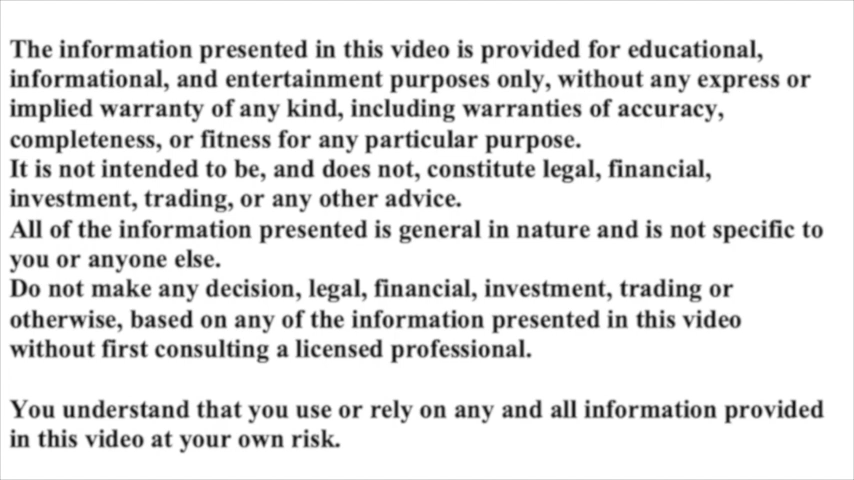 The information presented in this video is provided for educational,
informational, and entertainment purposes only, without any express or
implied warranty of any kind, including warranties of accuracy,
completeness, or fitness for any particular purpose.
It is not intended to be, and does not, constitute legal, financial,
investment, trading, or any other advice.
All of the information presented is general in nature and is not specific to
you or anyone else.
Do not make any decision, legal, financial, investment, trading or
otherwise, based on any of the information presented in this video
without first consulting a licensed professional.
You understand that you use or rely on any and all information provided
in this video at your own risk.